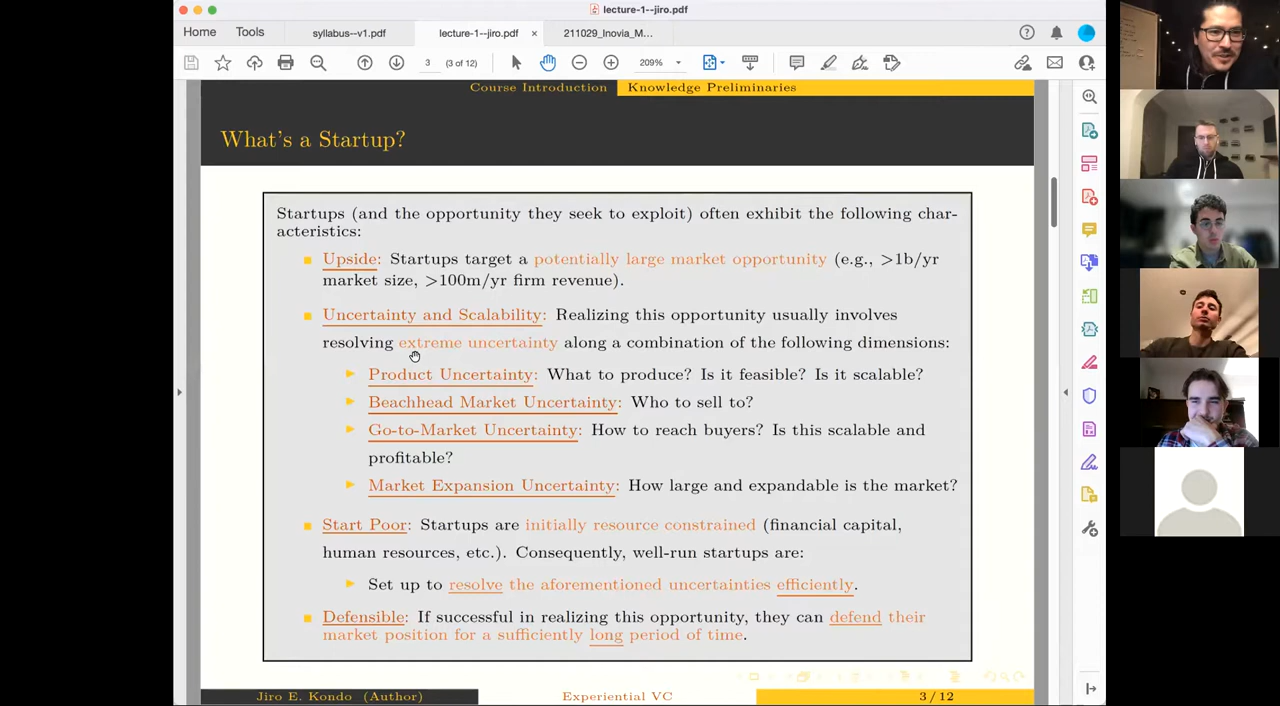 lecture-1--jiro.pdf
Home Tools syllabus--v1.pdf lecture-1--jiro.pdf × 211029_Inovia_M...
3 (3 of 12) 209%
Course Introduction Knowledge Preliminaries
What's a Startup?
Startups (and the opportunity they seek to exploit) often exhibit the following char-
acteristics:
Upside: Startups target a potentially large market opportunity (e.g., >1b/yr
market size, >100m/yr firm revenue).
Uncertainty and Scalability: Realizing this opportunity usually involves
resolving extreme uncertainty along a combination of the following dimensions:
Product Uncertainty: What to produce? Is it feasible? Is it scalable?
Beachhead Market Uncertainty: Who to sell to?
Go-to-Market Uncertainty: How to reach buyers? Is this scalable and
profitable?
Market Expansion Uncertainty: How large and expandable is the market?
Start Poor: Startups are initially resource constrained (financial capital,
human resources, etc.). Consequently, well-run startups are:
Set up to resolve the aforementioned uncertainties efficiently.
Defensible: If successful in realizing this opportunity, they can defend their
market position for a sufficiently long period of time.
Jiro E. Kondo (Author) Experiential VC 3 / 12